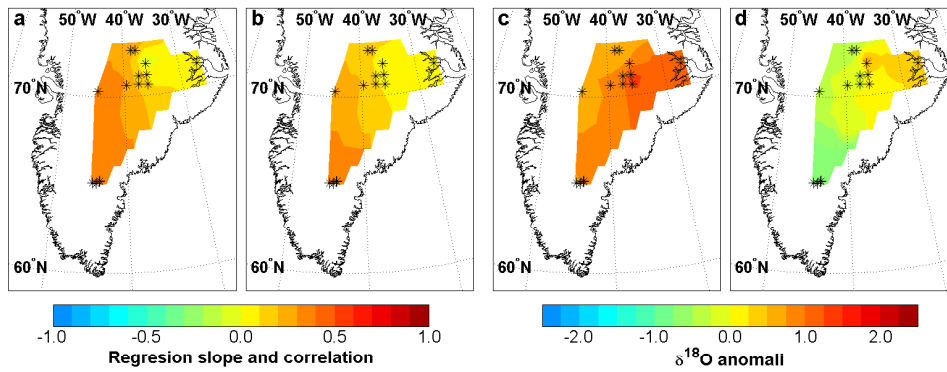 a 50°W 40°W 30°W
70°N
60°N
b 50°W 40°W 30°W
70°N
60°N
c 50°W 40°W 30°W
70°N
60°N
d 50°W 40°W 30°W
70°N
60°N
-1.0 -0.5 0.0 0.5 1.0
Regresion slope and correlation
-2.0 -1.0 0.0 1.0 2.0
δ¹⁸O anomali